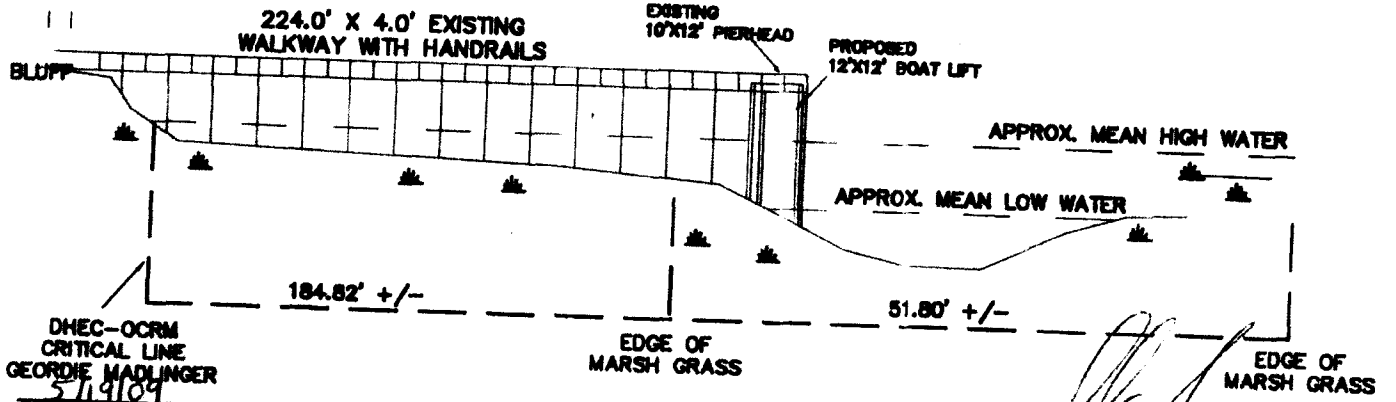 224.0' X 4.0' EXISTING
WALKWAY WITH HANDRAILS
EXISTING
10'X12' PIERHEAD
PROPOSED
12'X12' BOAT LIFT
BLUFF
APPROX. MEAN HIGH WATER
APPROX. MEAN LOW WATER
184.82' +/-
51.80' +/-
DHEC-OCRM
CRITICAL LINE
GEORDIE MADLINGER
5/19/09
EDGE OF
MARSH GRASS
EDGE OF
MARSH GRASS